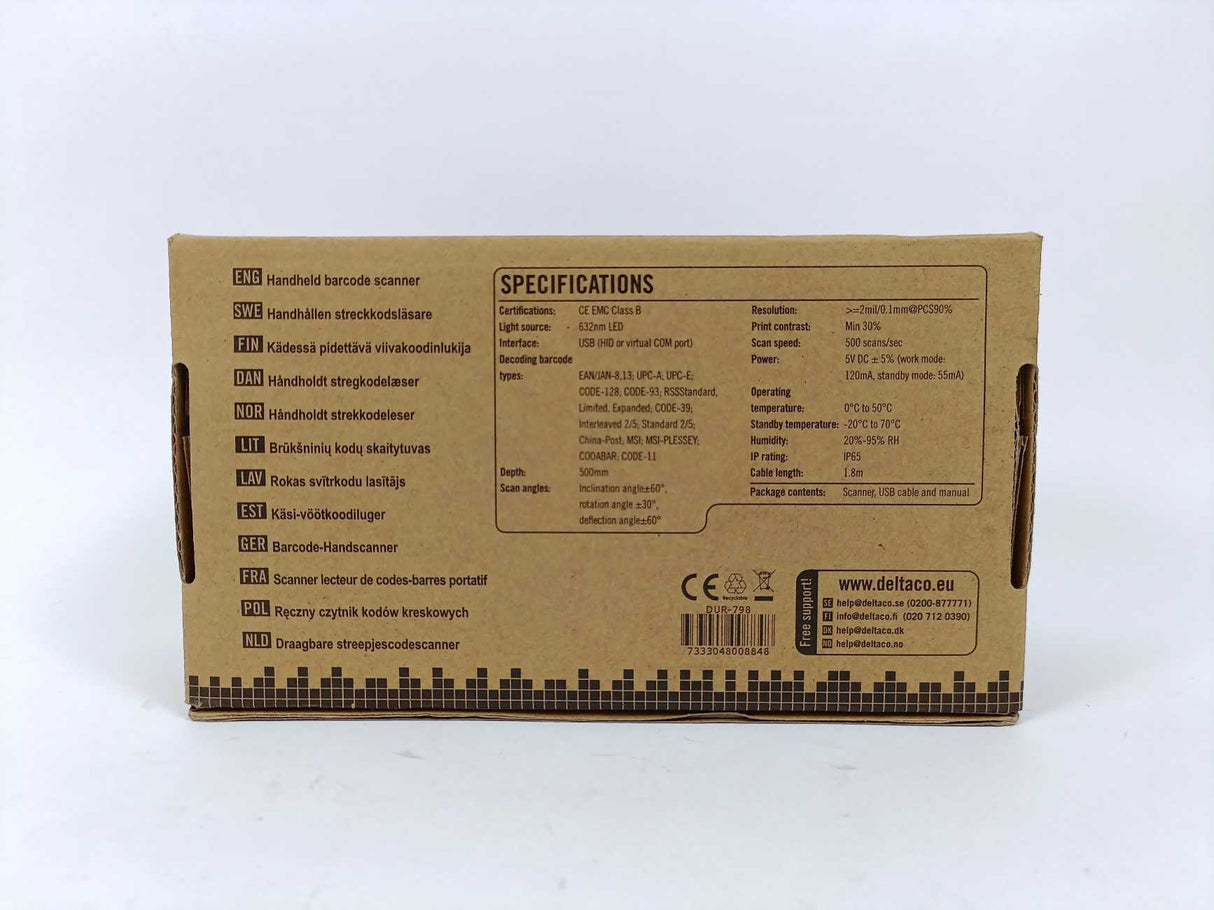 ENG Handheld barcode scanner
SWE Handhållen streckkodsläsare
FIN Kädessä pidettävä viivakoodinlukija
DAN Håndholdt stregkodelæser
NOR Håndholdt strekkodeleser
LIT Brūkšninių kodų skaitytuvas
LAV Rokas svītrkodu lasītājs
EST Käsi-vöötkoodiluger
GER Barcode-Handscanner
FRA Scanner lecteur de codes-barres portatif
POL Ręczny czytnik kodów kreskowych
NLD Draagbare streepjescodescanner
SPECIFICATIONS
Certifications: CE EMC Class B
Light source: 632nm LED
Interface: USB (HID or virtual COM port)
Decoding barcode
types: EAN/JAN-8,13; UPC-A; UPC-E;
CODE-128; CODE-93; RSSStandard,
Limited, Expanded; CODE-39;
Interleaved 2/5; Standard 2/5;
China-Post; MSI; MSI-PLESSEY;
CODABAR; CODE-11
Depth: 500mm
Scan angles: Inclination angle±60°,
rotation angle ±30°,
deflection angle±60°
Resolution: >=2mil/0.1mm@PCS90%
Print contrast: Min 30%
Scan speed: 500 scans/sec
Power: 5V DC ± 5% (work mode:
120mA, standby mode: 55mA)
Operating
temperature: 0°C to 50°C
Standby temperature: -20°C to 70°C
Humidity: 20%-95% RH
IP rating: IP65
Cable length: 1.8m
Package contents: Scanner, USB cable and manual
CE
Recyclable
DUR-798
7333048008848
Free support!
www.deltaco.eu
SE help@deltaco.se (0200-877771)
FI info@deltaco.fi (020 712 0390)
DK help@deltaco.dk
NO help@deltaco.no